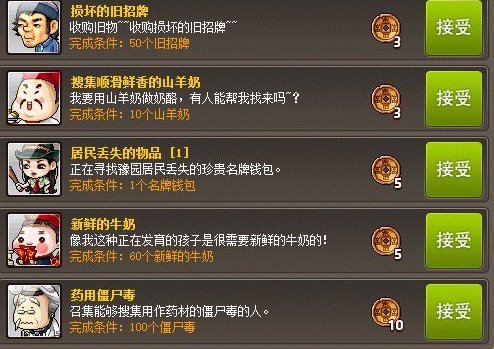 损坏的旧招牌
收购旧物~~收购损坏的旧招牌~~
完成条件：50个旧招牌
3
接受
搜集顺滑鲜香的山羊奶
我要用山羊奶做奶酪，有人能帮我找来吗~？
完成条件：10个山羊奶
3
接受
居民丢失的物品 [1]
正在寻找豫园居民丢失的珍贵名牌钱包。
完成条件：1个名牌钱包
5
接受
新鲜的牛奶
像我这种正在发育的孩子是很需要新鲜的牛奶的！
完成条件：60个新鲜的牛奶
5
接受
药用僵尸毒
召集能够搜集用作药材的僵尸毒的人。
完成条件：100个僵尸毒
10
接受